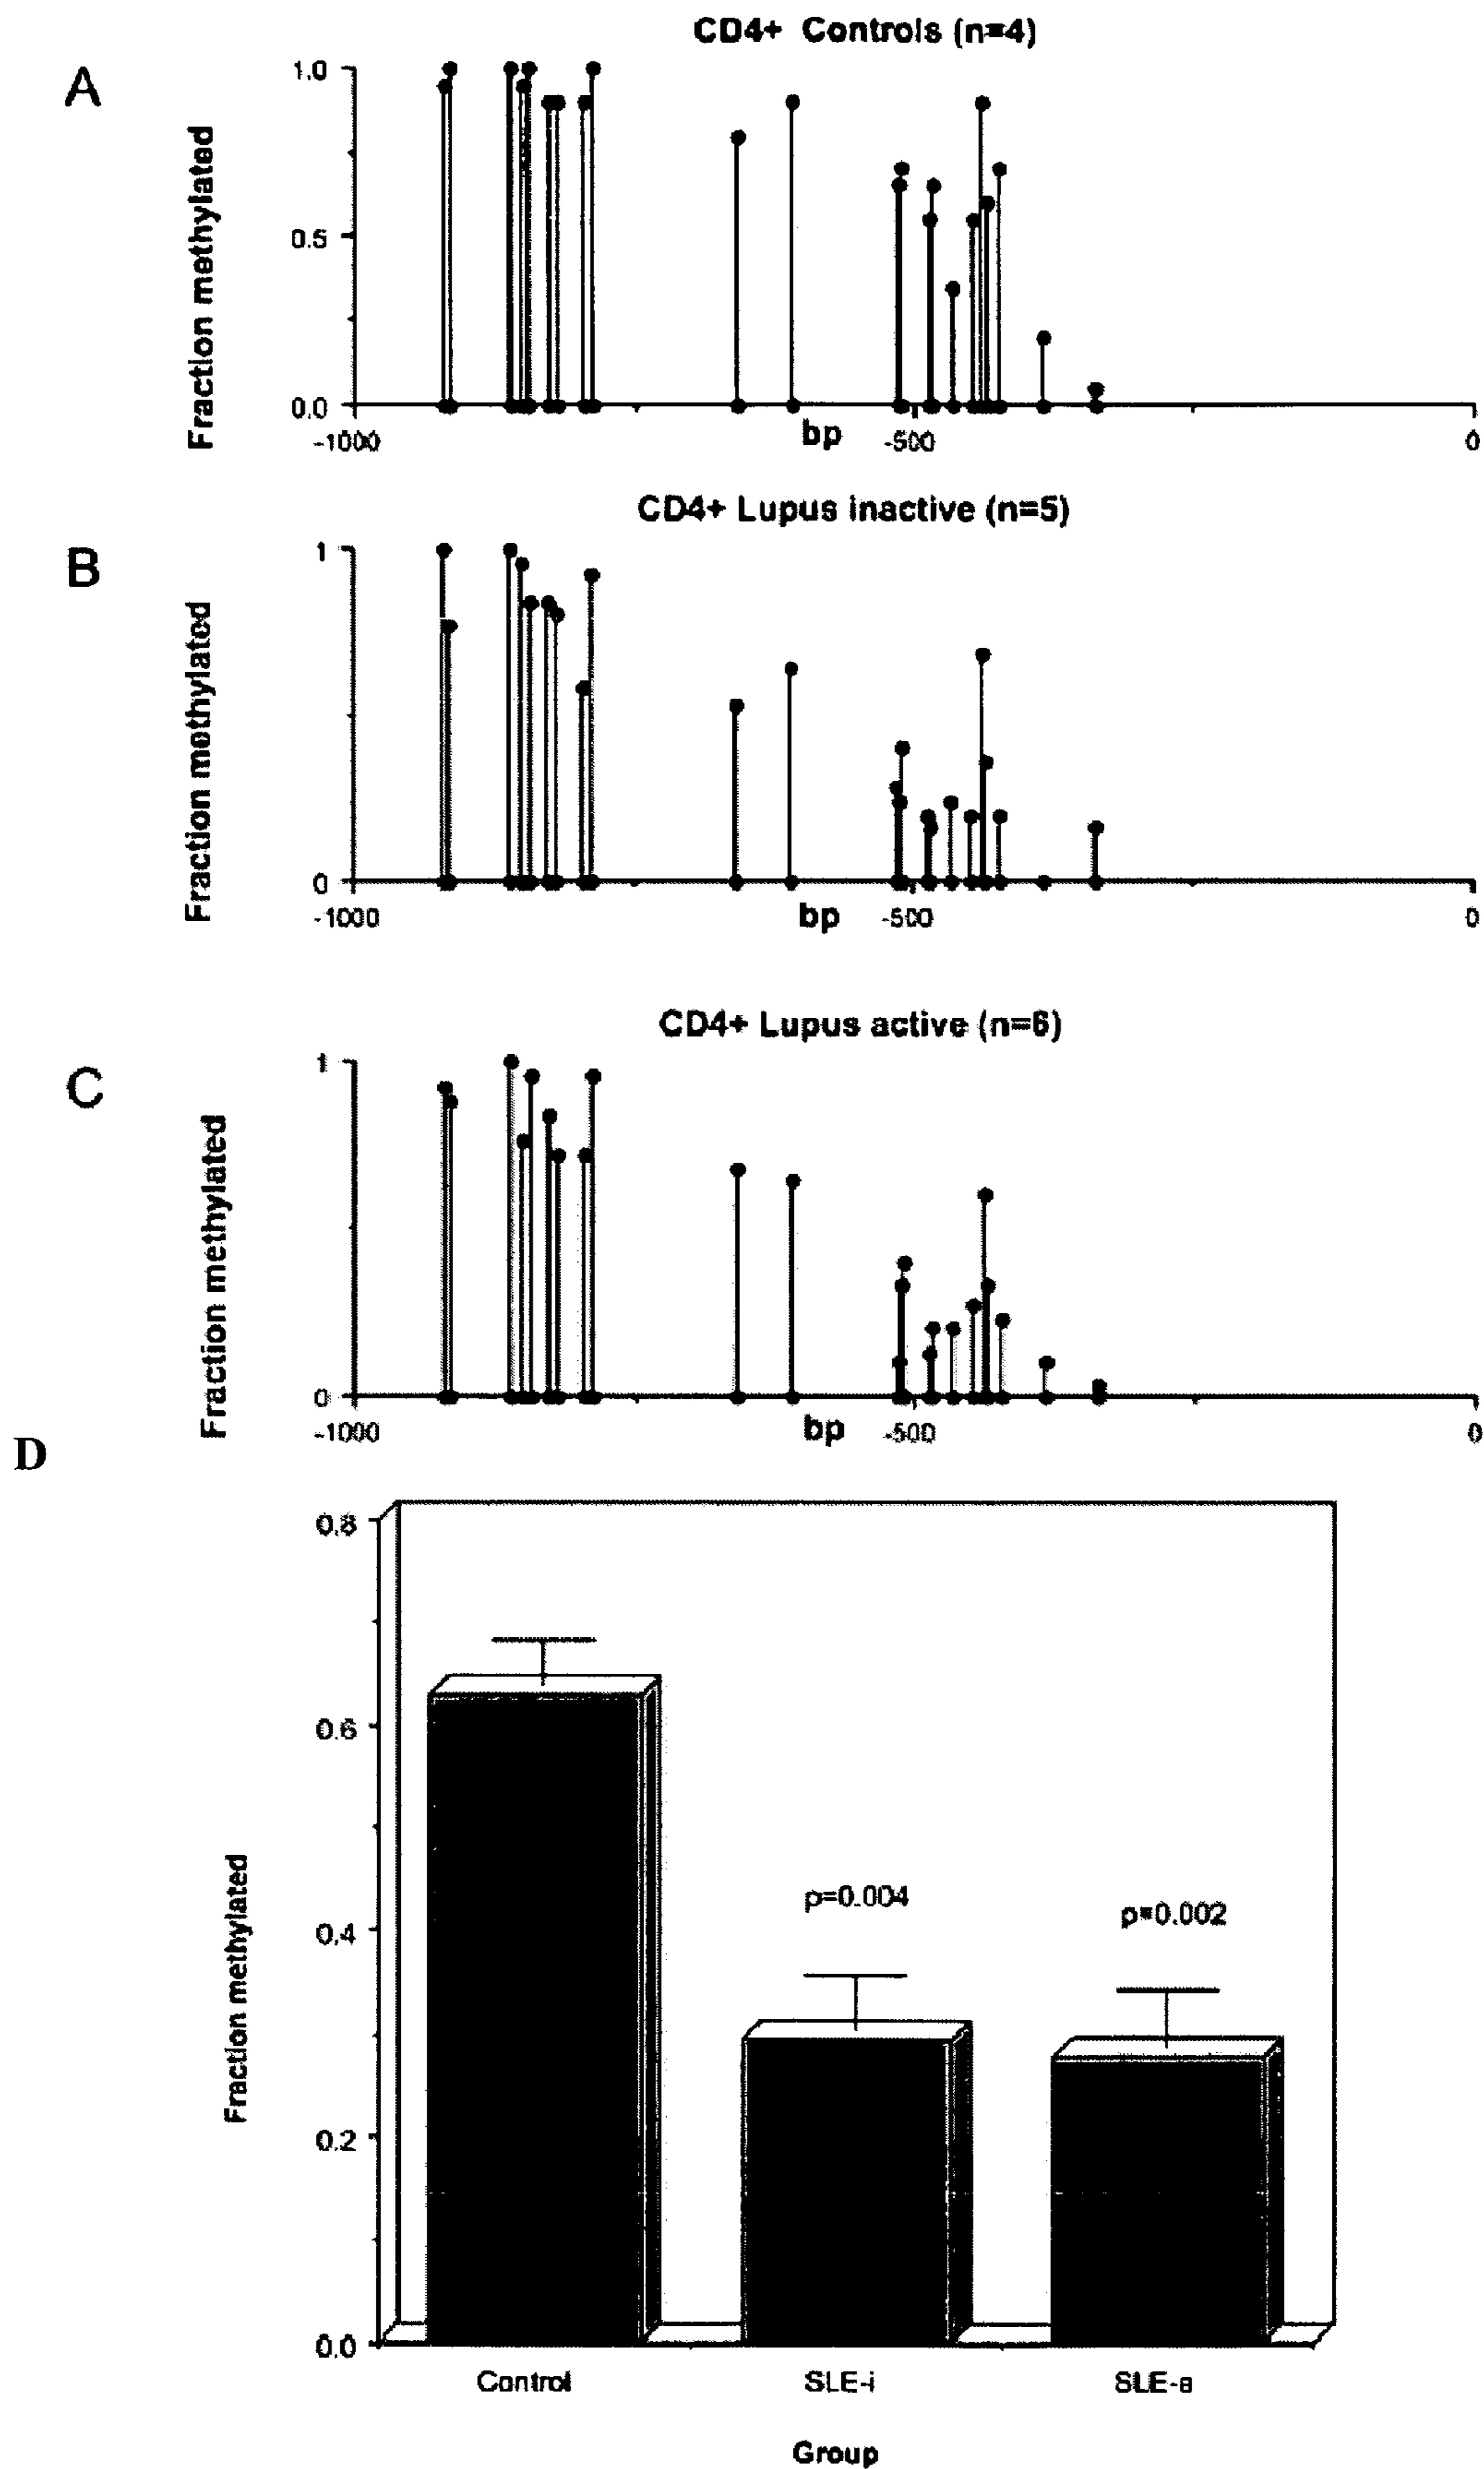 CD4+ Controls (n=4)
A
Fraction methylated
1.0
0.5
0.0
-1000
bp
-500
0
CD4+ Lupus inactive (n=5)
B
Fraction methylated
1
0
-1000
bp
-500
0
CD4+ Lupus active (n=6)
C
Fraction methylated
1
0
-1000
bp
-500
0
D
Fraction methylated
0.8
0.6
0.4
0.2
0.0
p=0.004
p=0.002
Control
SLE-i
SLE-a
Group